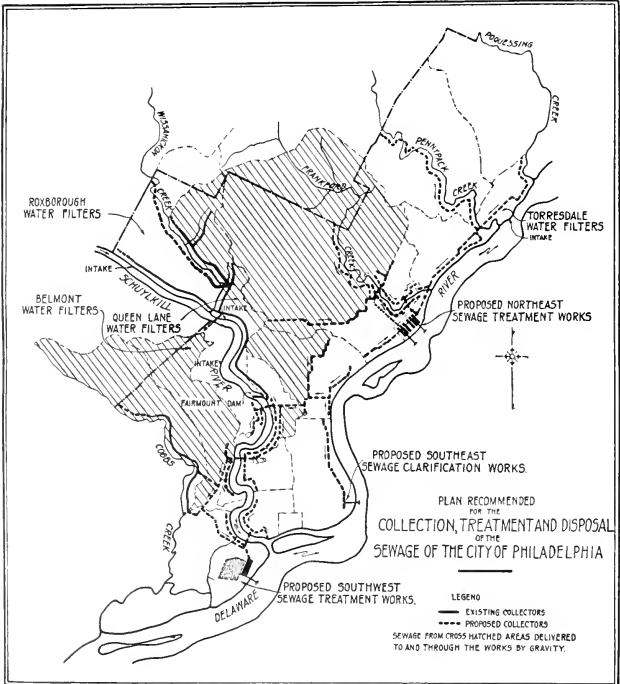 POQUESSING
CREEK
WISSAHICKON
CREEK
PENNYPACK
CREEK
FRANKFORD
CREEK
ROXBOROUGH
WATER FILTERS
TORRESDALE
WATER FILTERS
INTAKE
INTAKE
SCHUYLKILL
RIVER
BELMONT
WATER FILTERS
QUEEN LANE
WATER FILTERS
INTAKE
INTAKE
RIVER
PROPOSED NORTHEAST
SEWAGE TREATMENT WORKS
FAIRMOUNT DAM
COBBS
CREEK
PROPOSED SOUTHEAST
SEWAGE CLARIFICATION WORKS.
PLAN RECOMMENDED
FOR THE
COLLECTION, TREATMENT AND DISPOSAL
OF THE
SEWAGE OF THE CITY OF PHILADELPHIA
PROPOSED SOUTHWEST
SEWAGE TREATMENT WORKS.
DELAWARE
LEGEND
EXISTING COLLECTORS
PROPOSED COLLECTORS
SEWAGE FROM CROSS HATCHED AREAS DELIVERED
TO AND THROUGH THE WORKS BY GRAVITY.